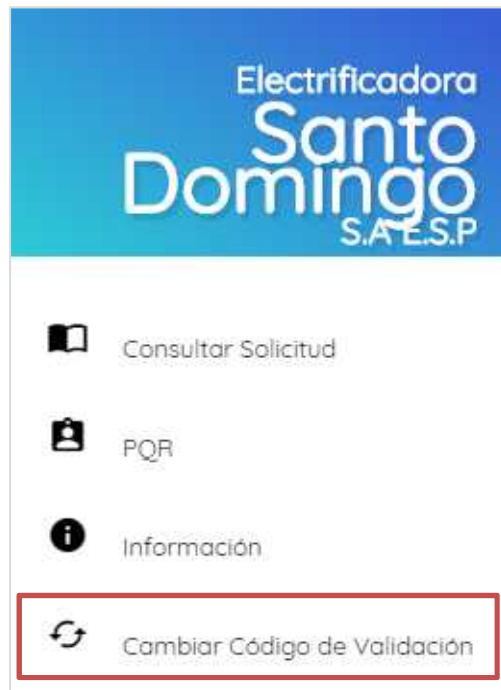 Electrificadora
Santo
Domingo
S.A E.S.P
Consultar Solicitud
PQR
Información
Cambiar Código de Validación